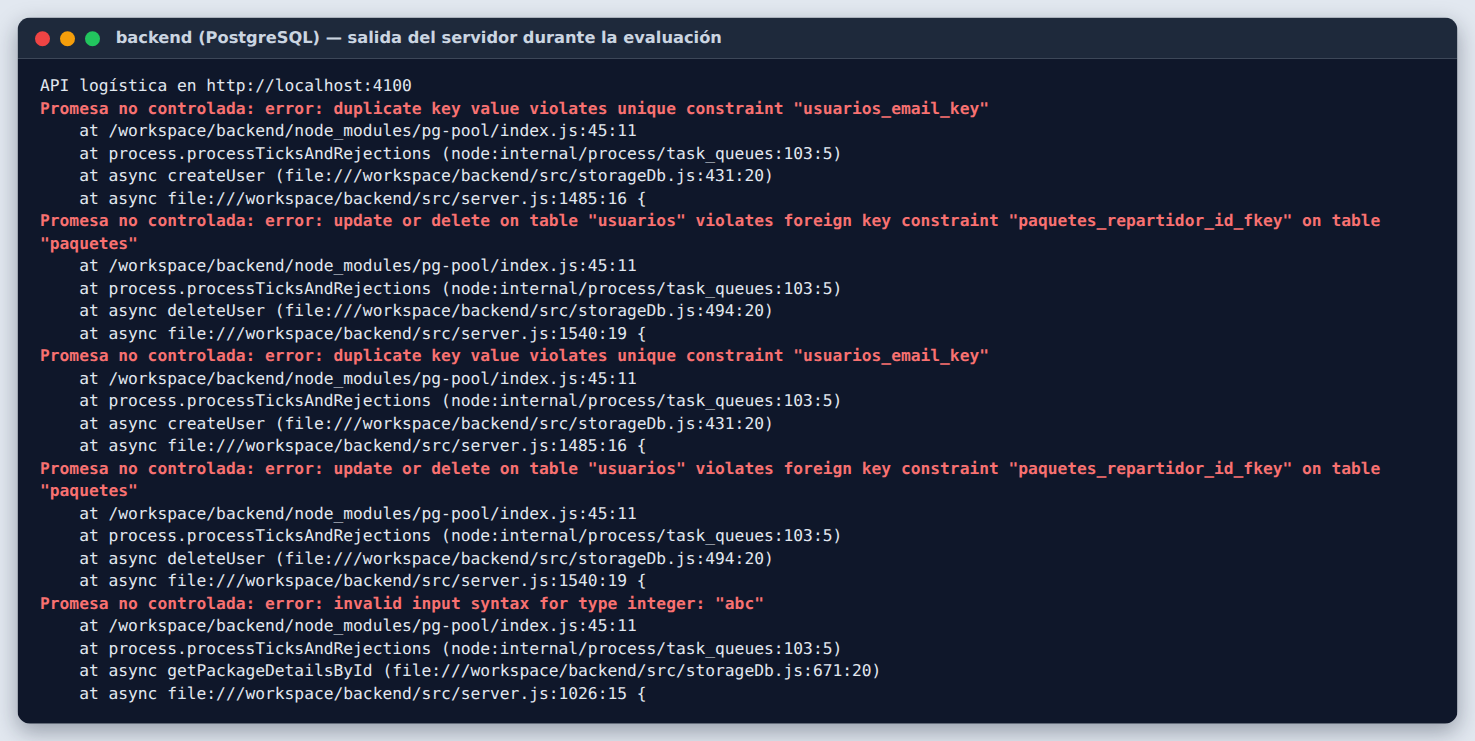 backend (PostgreSQL) — salida del servidor durante la evaluación
API logística en http://localhost:4100
Promesa no controlada: error: duplicate key value violates unique constraint "usuarios_email_key"
    at /workspace/backend/node_modules/pg-pool/index.js:45:11
    at process.processTicksAndRejections (node:internal/process/task_queues:103:5)
    at async createUser (file:///workspace/backend/src/storageDb.js:431:20)
    at async file:///workspace/backend/src/server.js:1485:16 {
Promesa no controlada: error: update or delete on table "usuarios" violates foreign key constraint "paquetes_repartidor_id_fkey" on table
"paquetes"
    at /workspace/backend/node_modules/pg-pool/index.js:45:11
    at process.processTicksAndRejections (node:internal/process/task_queues:103:5)
    at async deleteUser (file:///workspace/backend/src/storageDb.js:494:20)
    at async file:///workspace/backend/src/server.js:1540:19 {
Promesa no controlada: error: duplicate key value violates unique constraint "usuarios_email_key"
    at /workspace/backend/node_modules/pg-pool/index.js:45:11
    at process.processTicksAndRejections (node:internal/process/task_queues:103:5)
    at async createUser (file:///workspace/backend/src/storageDb.js:431:20)
    at async file:///workspace/backend/src/server.js:1485:16 {
Promesa no controlada: error: update or delete on table "usuarios" violates foreign key constraint "paquetes_repartidor_id_fkey" on table
"paquetes"
    at /workspace/backend/node_modules/pg-pool/index.js:45:11
    at process.processTicksAndRejections (node:internal/process/task_queues:103:5)
    at async deleteUser (file:///workspace/backend/src/storageDb.js:494:20)
    at async file:///workspace/backend/src/server.js:1540:19 {
Promesa no controlada: error: invalid input syntax for type integer: "abc"
    at /workspace/backend/node_modules/pg-pool/index.js:45:11
    at process.processTicksAndRejections (node:internal/process/task_queues:103:5)
    at async getPackageDetailsById (file:///workspace/backend/src/storageDb.js:671:20)
    at async file:///workspace/backend/src/server.js:1026:15 {